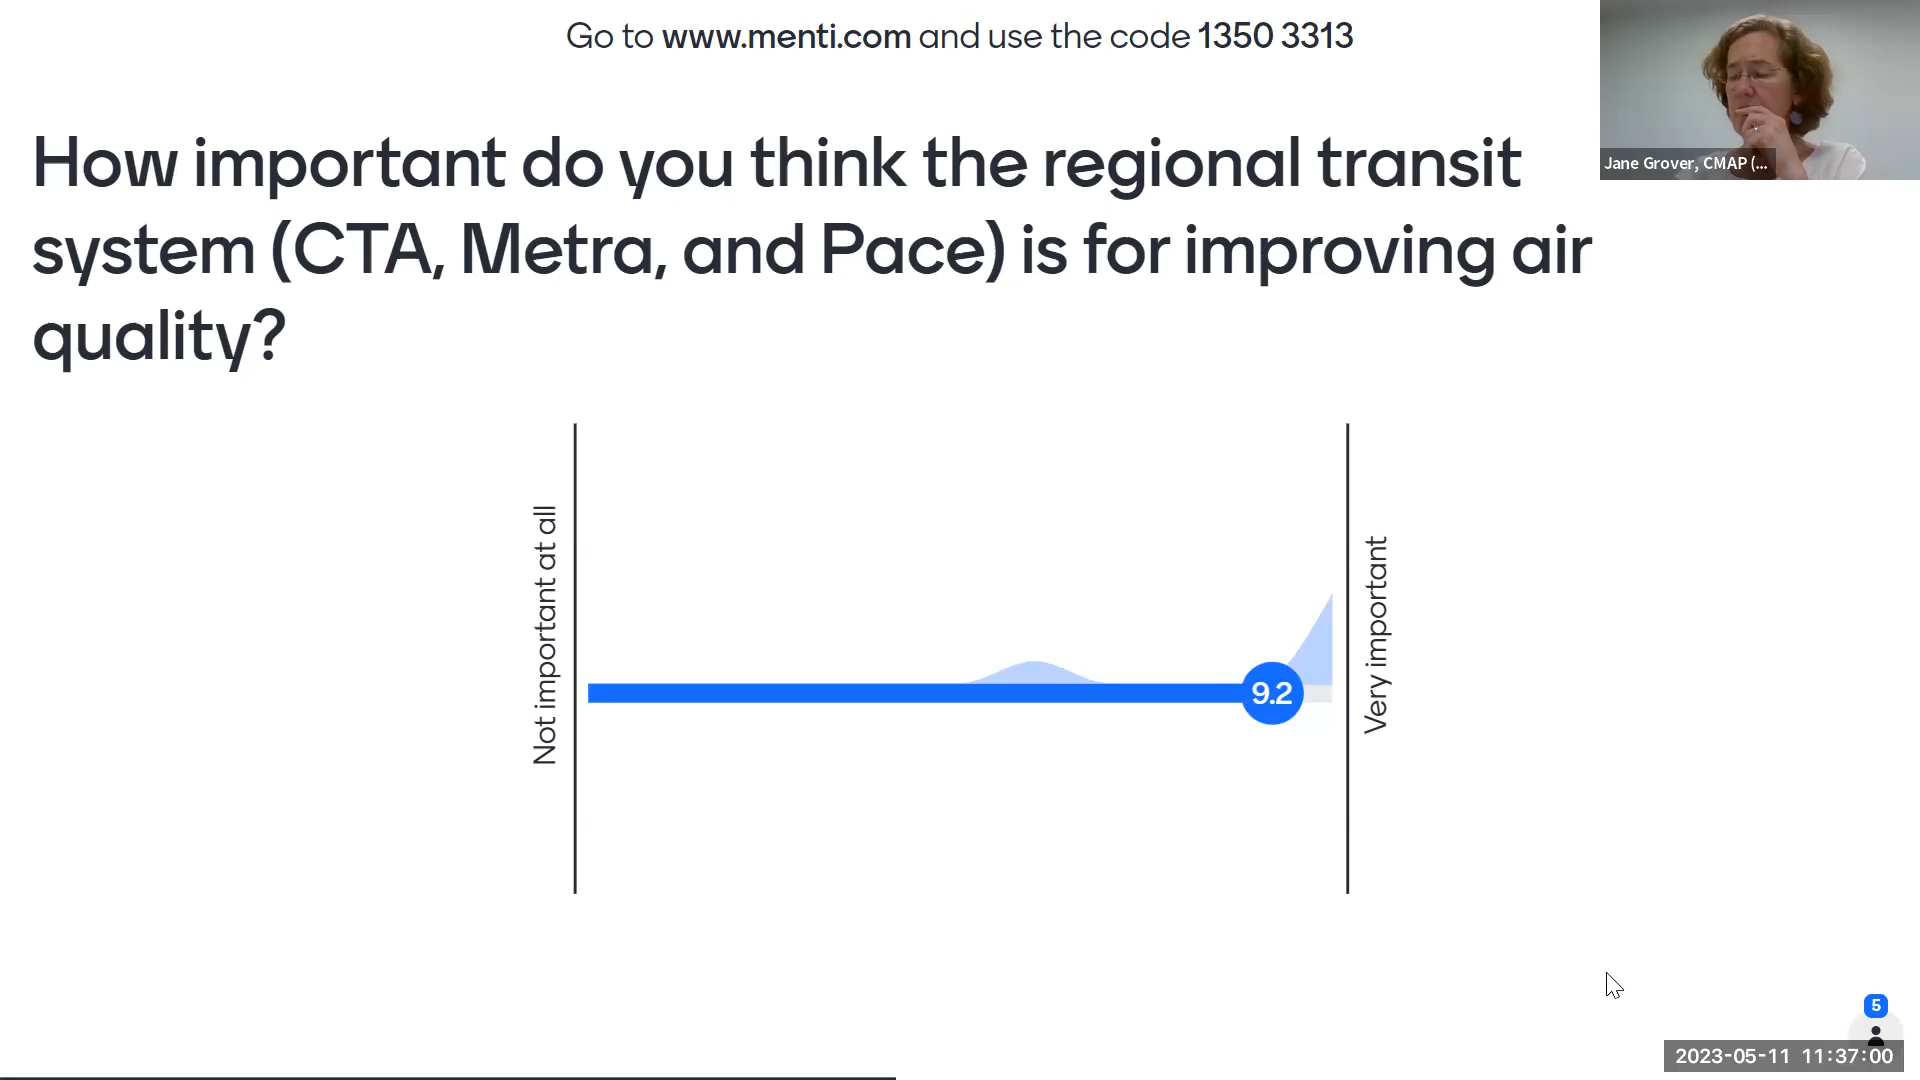 Go to www.menti.com and use the code 1350 3313
Jane Grover, CMAP (...
How important do you think the regional transit
system (CTA, Metra, and Pace) is for improving air
quality?
Not important at all
9.2
Very important
5
2023-05-11 11:37:00